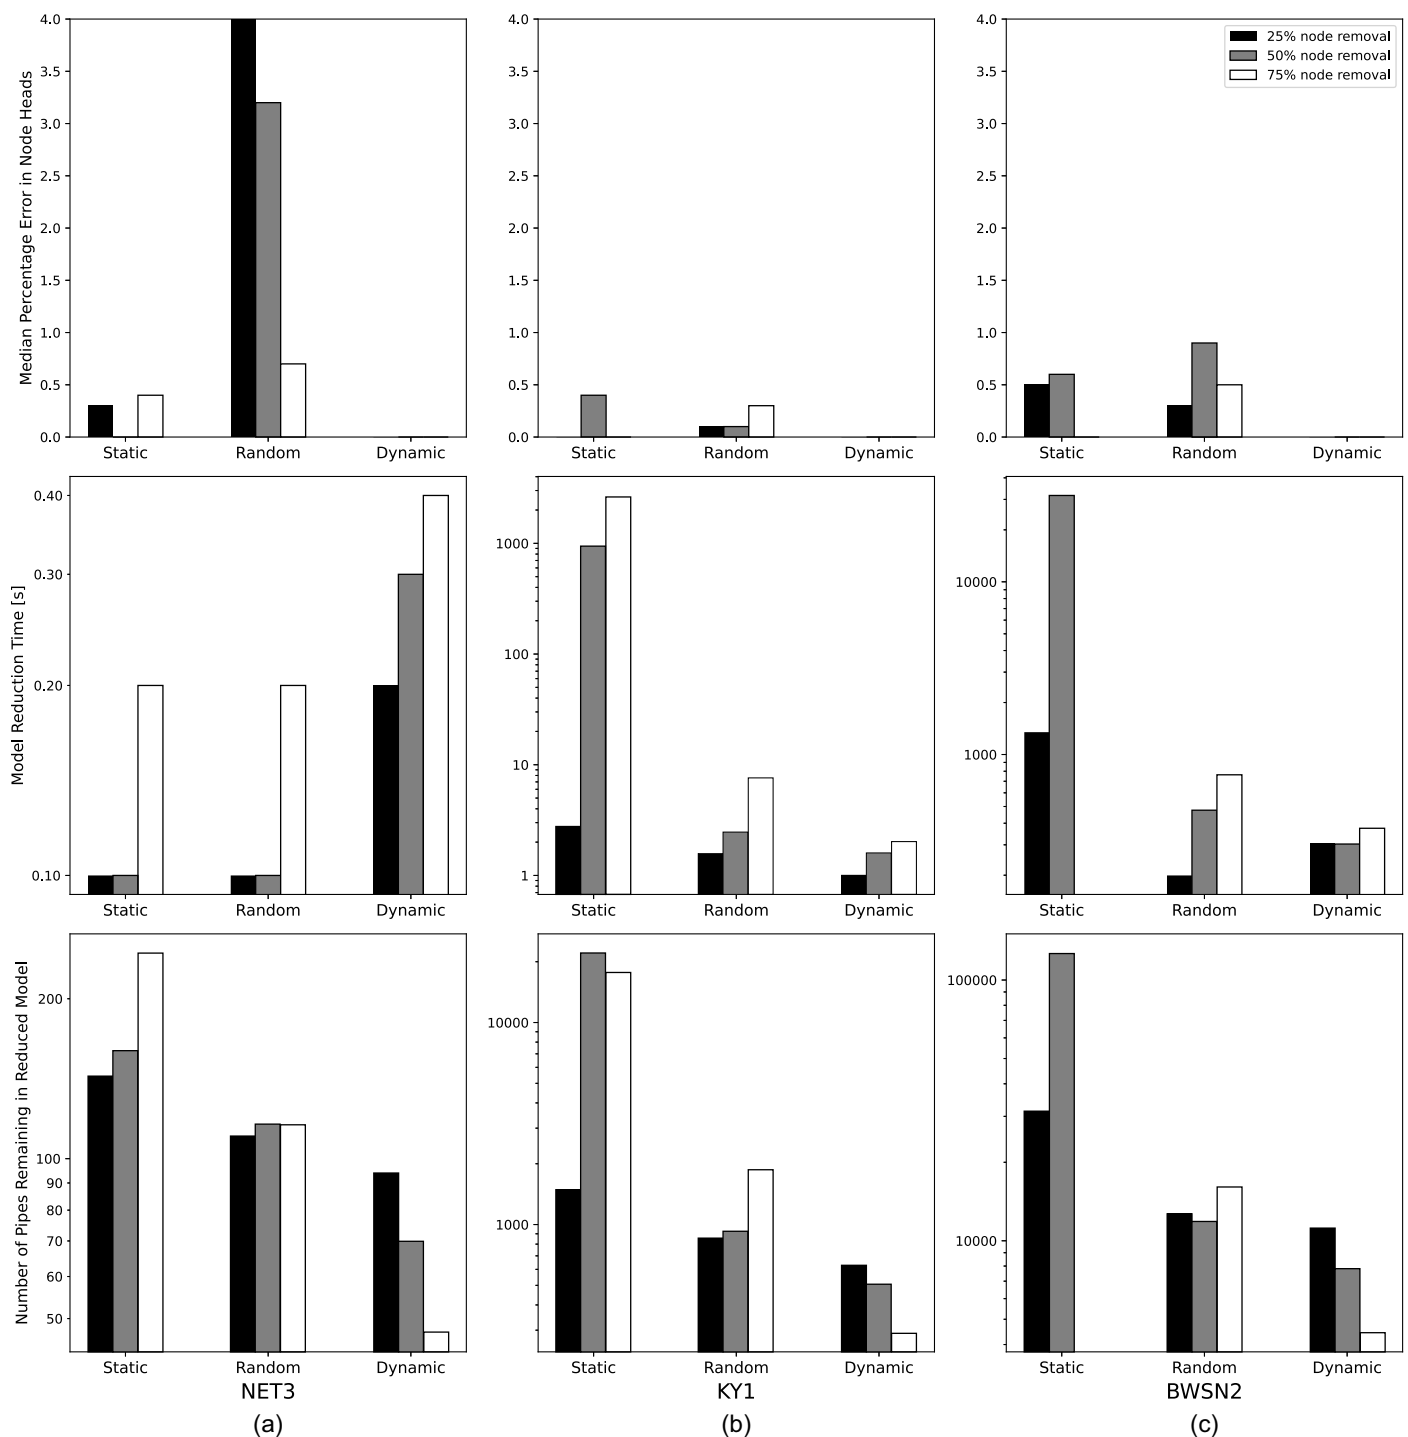 Median Percentage Error in Node Heads
4.0
3.5
3.0
2.5
2.0
1.5
1.0
0.5
0.0
Static Random Dynamic
4.0
3.5
3.0
2.5
2.0
1.5
1.0
0.5
0.0
Static Random Dynamic
4.0
3.5
3.0
2.5
2.0
1.5
1.0
0.5
0.0
Static Random Dynamic
25% node removal
50% node removal
75% node removal
Model Reduction Time [s]
0.40
0.30
0.20
0.10
Static Random Dynamic
1000
100
10
1
Static Random Dynamic
10000
1000
Static Random Dynamic
Number of Pipes Remaining in Reduced Model
200
100
90
80
70
60
50
Static Random Dynamic
NET3
(a)
10000
1000
Static Random Dynamic
KY1
(b)
100000
10000
Static Random Dynamic
BWSN2
(c)